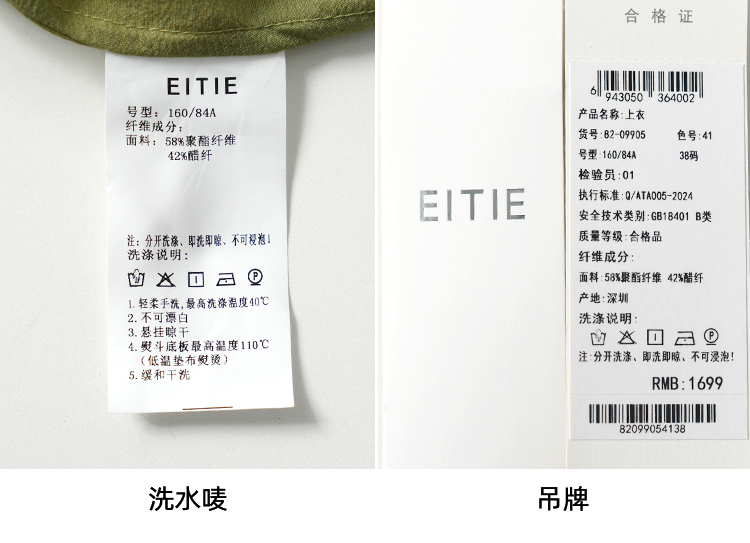 EITIE
号型：160/84A
纤维成分：
面料：58%聚酯纤维
42%醋纤
注：分开洗涤、即洗即晾、不可浸泡!
洗涤说明：
1.轻柔手洗,最高洗涤温度40℃
2.不可漂白
3.悬挂晾干
4.熨斗底板最高温度110℃
（低温垫布熨烫）
5.缓和干洗
洗水唛
EITIE
合格证
6 943050 364002
产品名称:上衣
货号:82-09905 色号:41
号型:160/84A 38码
检验员:01
执行标准:Q/ATA005-2024
安全技术类别:GB18401 B类
质量等级:合格品
纤维成分:
面料:58%聚酯纤维 42%醋纤
产地:深圳
洗涤说明:
注:分开洗涤、即洗即晾、不可浸泡!
RMB:1699
82099054138
吊牌